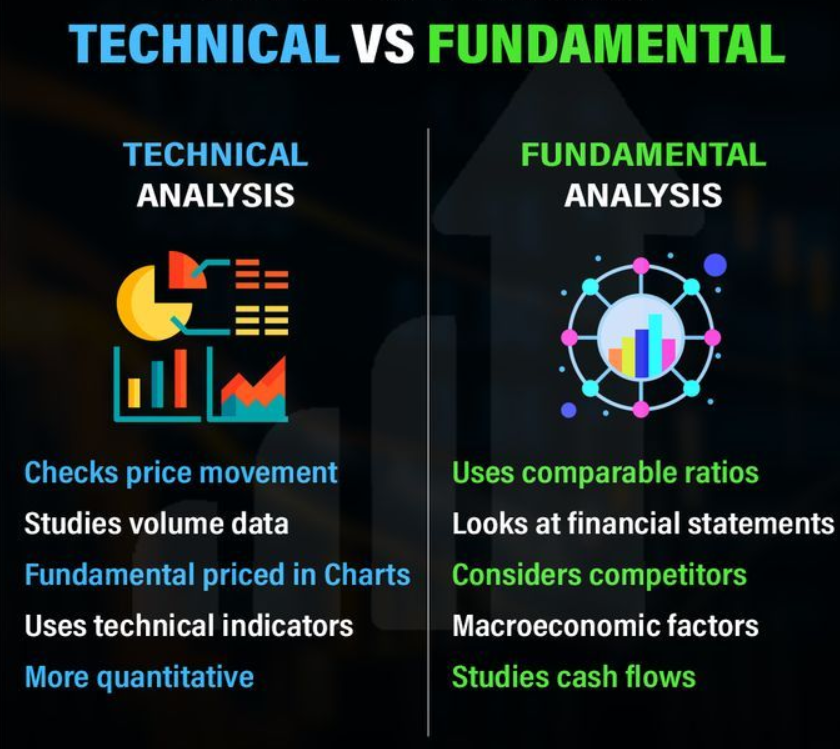 TECHNICAL VS FUNDAMENTAL
TECHNICAL
ANALYSIS
Checks price movement
Studies volume data
Fundamental priced in Charts
Uses technical indicators
More quantitative
FUNDAMENTAL
ANALYSIS
Uses comparable ratios
Looks at financial statements
Considers competitors
Macroeconomic factors
Studies cash flows